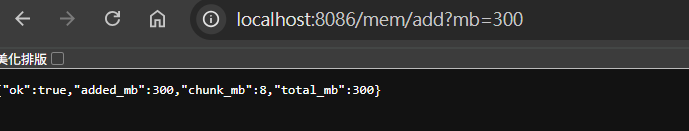 localhost:8086/mem/add?mb=300
美化排版
{"ok":true,"added_mb":300,"chunk_mb":8,"total_mb":300}